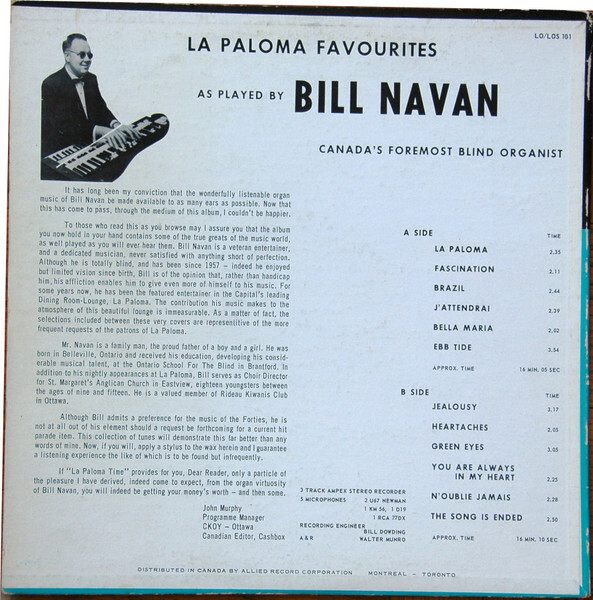 LO/LOS 101
LA PALOMA FAVOURITES
AS PLAYED BY BILL NAVAN
CANADA'S FOREMOST BLIND ORGANIST
It has long been my conviction that the wonderfully listenable organ
music of Bill Navan be made available to as many ears as possible. Now that
this has come to pass, through the medium of this album, I couldn't be happier.
To those who read this as you browse may I assure you that the album
you now hold in your hand contains some of the true greats of the music world,
as well played as you will ever hear them. Bill Navan is a veteran entertainer,
and a dedicated musician, never satisfied with anything short of perfection.
Although he is totally blind, and has been since 1957 – indeed he enjoyed
but limited vision since birth, Bill is of the opinion that, rather than handicap
him, his affliction enables him to give even more of himself to his music. For
some years now, he has been the featured entertainer in the Capital's leading
Dining Room-Lounge, La Paloma. The contribution his music makes to the
atmosphere of this beautiful lounge is immeasurable. As a matter of fact, the
selections included between these very covers are representitive of the more
frequent requests of the patrons of La Paloma.
Mr. Navan is a family man, the proud father of a boy and a girl. He was
born in Belleville, Ontario and received his education, developing his consid-
erable musical talent, at the Ontario School For The Blind in Brantford. In
addition to his nightly appearances at La Paloma, Bill serves as Choir Director
for St. Margaret's Anglican Church in Eastview, eighteen youngsters between
the ages of nine and fifteen. He is a valued member of Rideau Kiwanis Club
in Ottawa.
Although Bill admits a preference for the music of the Forties, he is
not at all out of his element should a request be forthcoming for a current hit
parade item. This collection of tunes will demonstrate this far better than any
words of mine. Now, if you will, apply a stylus to the wax herein and I guarantee
a listening experience the like of which is to be found but infrequently.
If "La Paloma Time" provides for you, Dear Reader, only a particle of
the pleasure I have derived, indeed come to expect, from the organ virtuosity
of Bill Navan, you will indeed be getting your money's worth – and then some.
John Murphy
Programme Manager
CKOY – Ottawa
Canadian Editor, Cashbox
3 TRACK AMPEX STEREO RECORDER
5 MICROPHONES 2 U67 NEWMAN
1 KM 56, 1 D19
1 RCA 77DX
RECORDING ENGINEER
BILL DOWDING
A & R WALTER MUNRO
A SIDE TIME
LA PALOMA 2.35
FASCINATION 2.11
BRAZIL 2.44
J'ATTENDRAI 2.39
BELLA MARIA 2.02
EBB TIDE 3.54
APPROX. TIME 16 MIN. 05 SEC
B SIDE TIME
JEALOUSY 3.17
HEARTACHES 2.05
GREEN EYES 3.05
YOU ARE ALWAYS
IN MY HEART 2.25
N'OUBLIE JAMAIS 2.28
THE SONG IS ENDED 2.50
APPROX. TIME 16 MIN. 10 SEC
DISTRIBUTED IN CANADA BY ALLIED RECORD CORPORATION MONTREAL – TORONTO